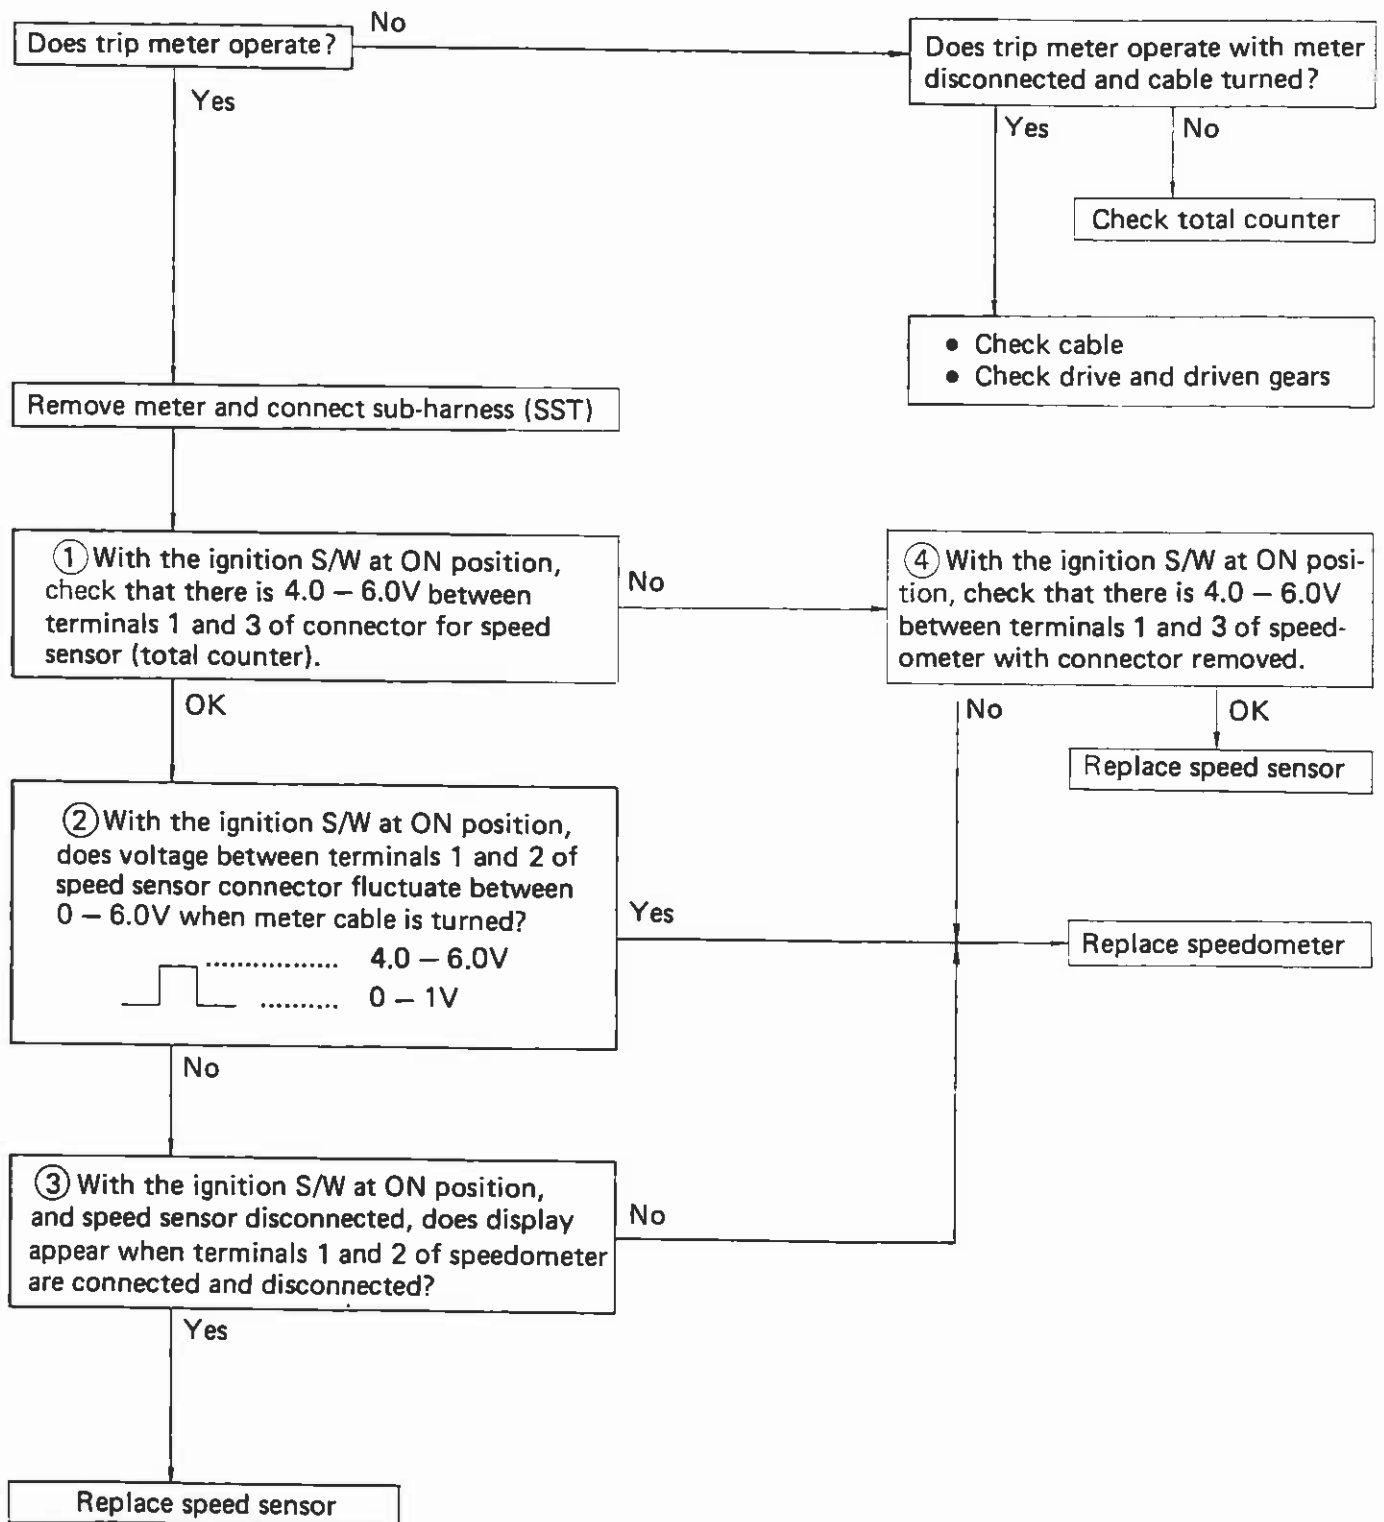 Does trip meter operate?
No
Does trip meter operate with meter
disconnected and cable turned?
Yes
Yes
No
Check total counter
• Check cable
• Check drive and driven gears
Remove meter and connect sub-harness (SST)
① With the ignition S/W at ON position,
check that there is 4.0 – 6.0V between
terminals 1 and 3 of connector for speed
sensor (total counter).
No
④ With the ignition S/W at ON posi-
tion, check that there is 4.0 – 6.0V
between terminals 1 and 3 of speed-
ometer with connector removed.
OK
No
OK
Replace speed sensor
② With the ignition S/W at ON position,
does voltage between terminals 1 and 2 of
speed sensor connector fluctuate between
0 – 6.0V when meter cable is turned?
4.0 – 6.0V
0 – 1V
Yes
Replace speedometer
No
③ With the ignition S/W at ON position,
and speed sensor disconnected, does display
appear when terminals 1 and 2 of speedometer
are connected and disconnected?
No
Yes
Replace speed sensor